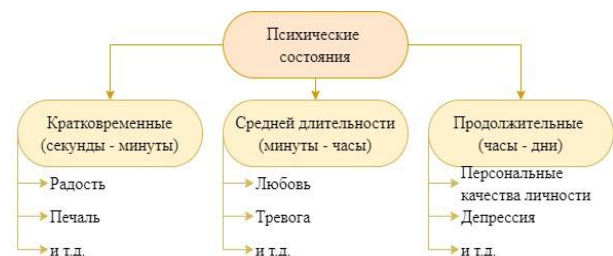 Психические
состояния
Кратковременные
(секунды - минуты)
Радость
Печаль
и т.д.
Средней длительности
(минуты - часы)
Любовь
Тревога
и т.д.
Продолжительные
(часы - дни)
Персональные
качества личности
Депрессия
и т.д.